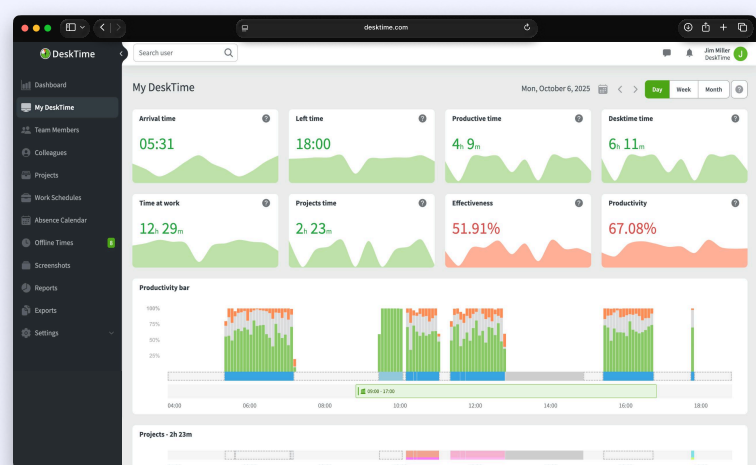 desktime.com
DeskTime
Search user
Jim Miller
DeskTime
J
Dashboard
My DeskTime
Team Members
Colleagues
Projects
Work Schedules
Absence Calendar
Offline Times
8
Screenshots
Reports
Exports
Settings
My DeskTime
Mon, October 6, 2025
Day
Week
Month
?
Arrival time ?
05:31
Left time ?
18:00
Productive time ?
4h 9m
Desktime time ?
6h 11m
Time at work ?
12h 29m
Projects time ?
2h 23m
Effectiveness ?
51.91%
Productivity ?
67.08%
Productivity bar
100%
75%
50%
25%
09:00 - 17:00
04:00 06:00 08:00 10:00 12:00 14:00 16:00 18:00
Projects - 2h 23m